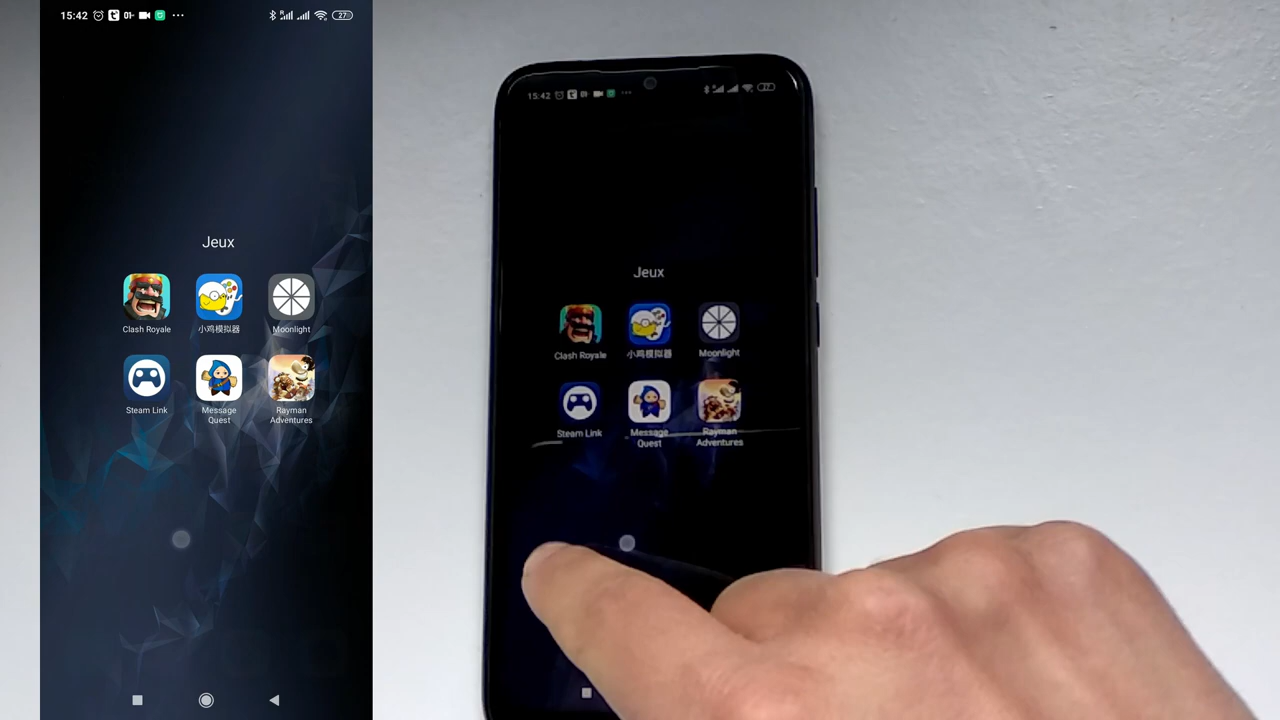 15:42
27
Jeux
Clash Royale
小鸡模拟器
Moonlight
Steam Link
Message
Quest
Rayman
Adventures
15:42
Jeux
Clash Royale
小鸡模拟器
Moonlight
Steam Link
Message
Quest
Rayman
Adventures